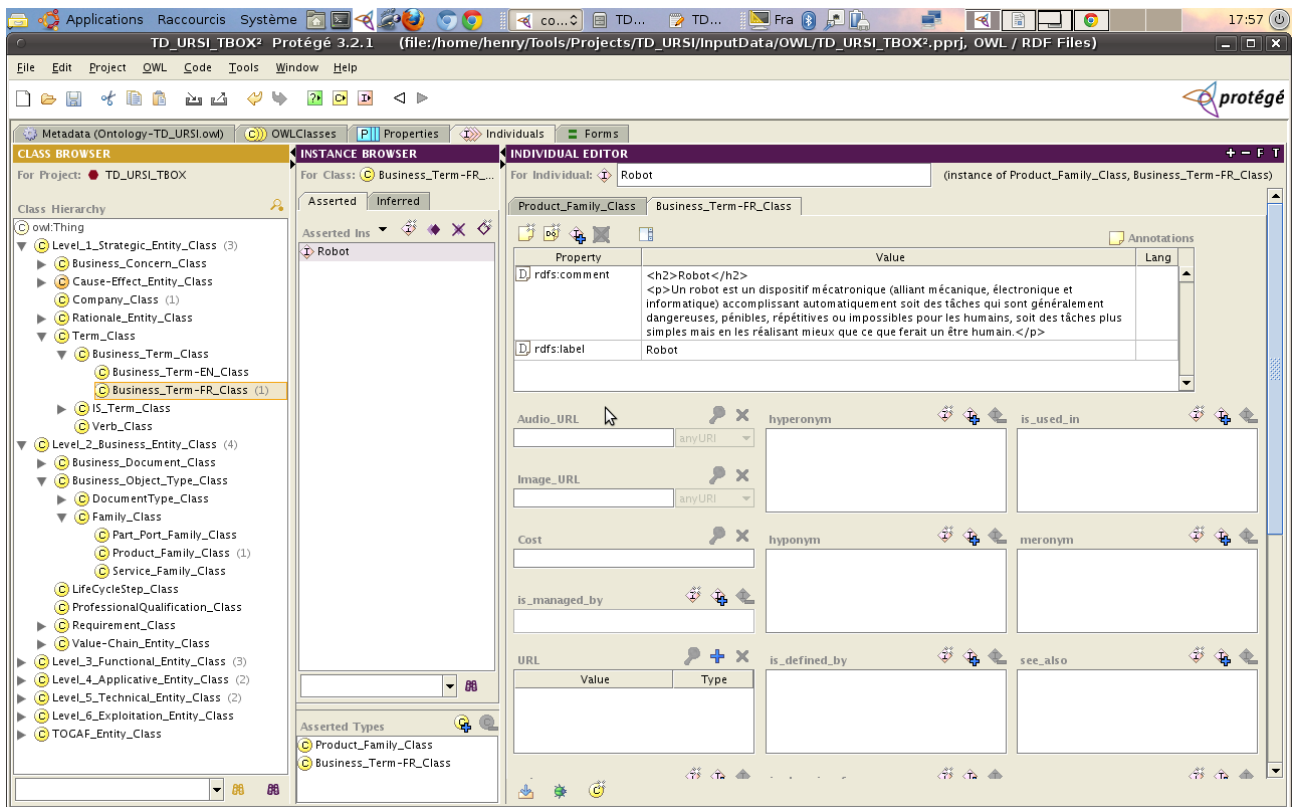 Applications Raccourcis Système co... TD... TD... Fra 17:57
TD_URSI_TBOX² Protégé 3.2.1 (file:/home/henry/Tools/Projects/TD_URSI/InputData/OWL/TD_URSI_TBOX².pprj, OWL / RDF Files)
File Edit Project OWL Code Tools Window Help
protégé
Metadata (Ontology-TD_URSI.owl) OWLClasses Properties Individuals Forms
CLASS BROWSER
For Project: TD_URSI_TBOX
Class Hierarchy
owl:Thing
Level_1_Strategic_Entity_Class (3)
Business_Concern_Class
Cause-Effect_Entity_Class
Company_Class (1)
Rationale_Entity_Class
Term_Class
Business_Term_Class
Business_Term-EN_Class
Business_Term-FR_Class (1)
IS_Term_Class
Verb_Class
Level_2_Business_Entity_Class (4)
Business_Document_Class
Business_Object_Type_Class
DocumentType_Class
Family_Class
Part_Port_Family_Class
Product_Family_Class (1)
Service_Family_Class
LifeCycleStep_Class
ProfessionalQualification_Class
Requirement_Class
Value-Chain_Entity_Class
Level_3_Functional_Entity_Class (3)
Level_4_Applicative_Entity_Class (2)
Level_5_Technical_Entity_Class (2)
Level_6_Exploitation_Entity_Class
TOGAF_Entity_Class
INSTANCE BROWSER
For Class: Business_Term-FR_...
Asserted Inferred
Asserted Ins
Robot
Asserted Types
Product_Family_Class
Business_Term-FR_Class
INDIVIDUAL EDITOR + - F T
For Individual: Robot (instance of Product_Family_Class, Business_Term-FR_Class)
Product_Family_Class Business_Term-FR_Class
Annotations
Property Value Lang
rdfs:comment <h2>Robot</h2>
<p>Un robot est un dispositif mécatronique (alliant mécanique, électronique et
informatique) accomplissant automatiquement soit des tâches qui sont généralement
dangereuses, pénibles, répétitives ou impossibles pour les humains, soit des tâches plus
simples mais en les réalisant mieux que ce que ferait un être humain.</p>
rdfs:label Robot
Audio_URL hyperonym is_used_in
anyURI
Image_URL
anyURI
Cost hyponym meronym
is_managed_by
URL is_defined_by see_also
Value Type